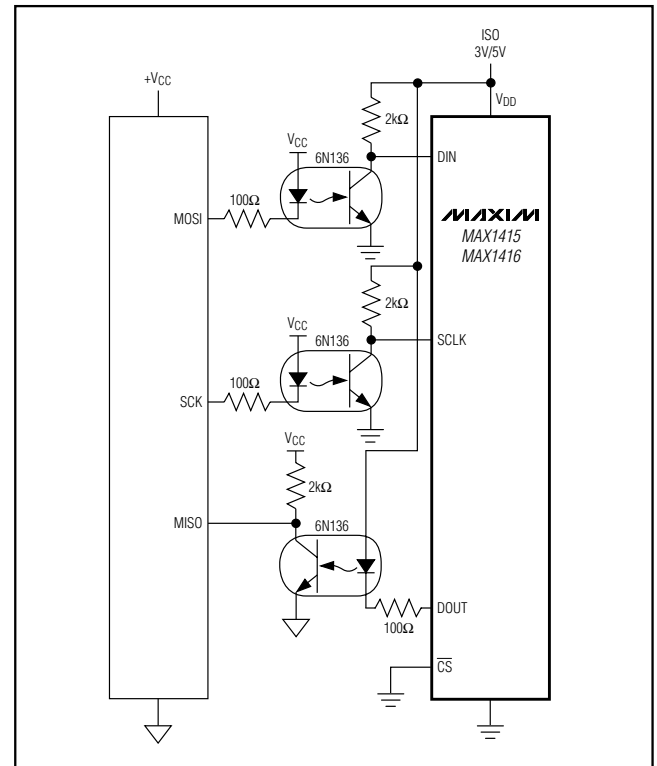 ISO
3V/5V
+VCC
VDD
2kΩ
VCC
6N136
DIN
100Ω
MOSI
MAXIM
MAX1415
MAX1416
2kΩ
VCC
6N136
SCLK
100Ω
SCK
VCC
2kΩ
MISO
6N136
DOUT
100Ω
CS